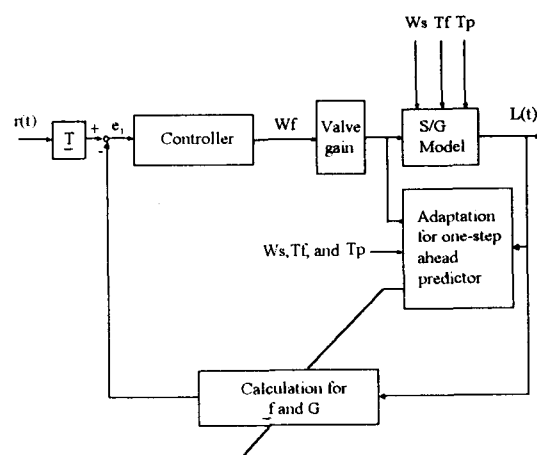 Ws Tf Tp
r(t)
T
+
-
e₁
Controller
Wf
Valve
gain
S/G
Model
L(t)
Adaptation
for one-step
ahead
predictor
Ws,Tf, and Tp
Calculation for
f and G